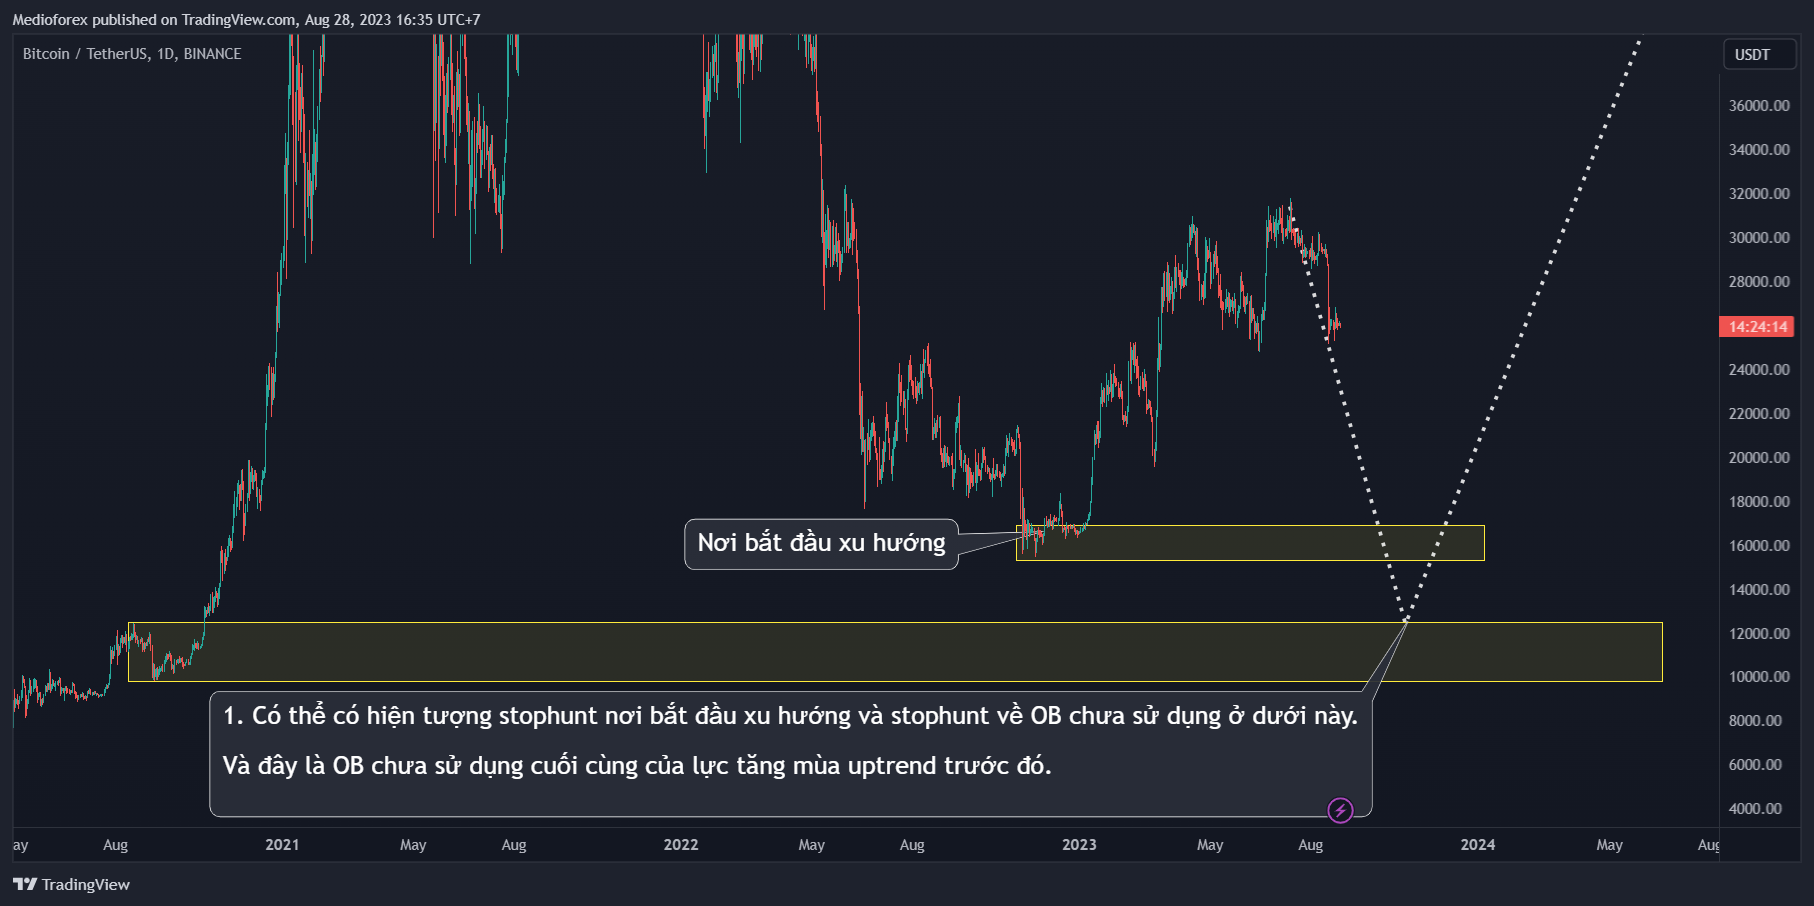 Medioforex published on TradingView.com, Aug 28, 2023 16:35 UTC+7
Bitcoin / TetherUS, 1D, BINANCE
USDT
36000.00
34000.00
32000.00
30000.00
28000.00
14:24:14
24000.00
22000.00
20000.00
18000.00
16000.00
14000.00
12000.00
10000.00
8000.00
6000.00
4000.00
Nơi bắt đầu xu hướng
1. Có thể có hiện tượng stophunt nơi bắt đầu xu hướng và stophunt về OB chưa sử dụng ở dưới này.
Và đây là OB chưa sử dụng cuối cùng của lực tăng mùa uptrend trước đó.
ay Aug 2021 May Aug 2022 May Aug 2023 May Aug 2024 May Aug
TradingView